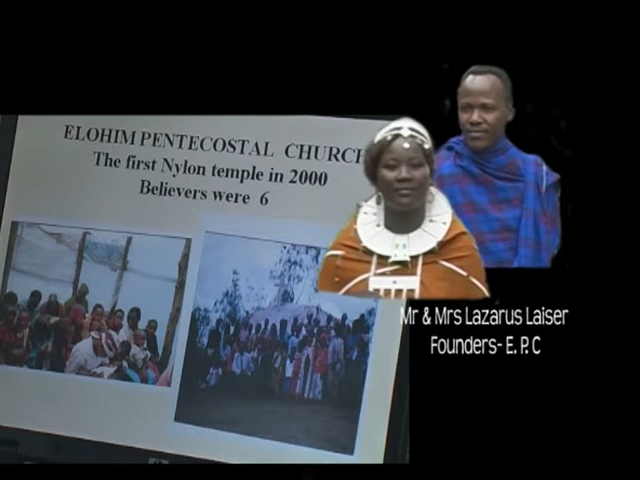 ELOHIM PENTECOSTAL CHURCH
The first Nylon temple in 2000
Believers were 6
Mr & Mrs Lazarus Laiser
Founders- E. P. C